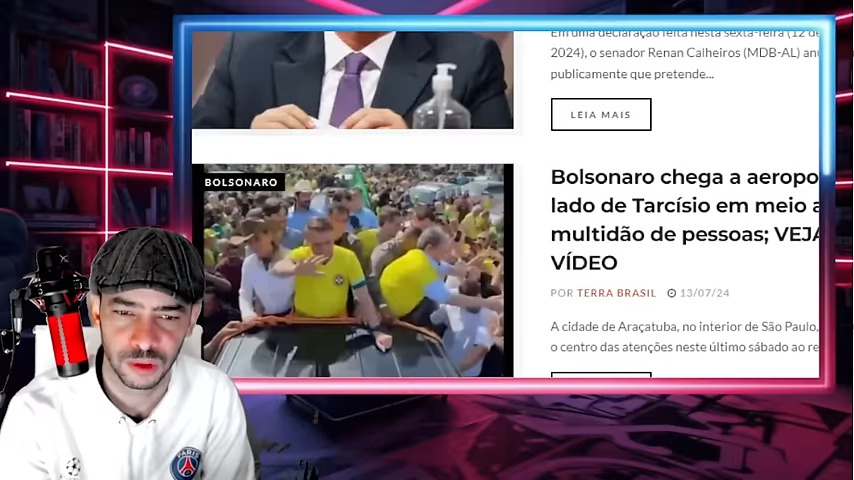 Em uma declaração feita nesta sexta-feira (12 de
2024), o senador Renan Calheiros (MDB-AL) anu
publicamente que pretende...
LEIA MAIS
BOLSONARO
Bolsonaro chega a aeropo
lado de Tarcísio em meio a
multidão de pessoas; VEJA
VÍDEO
POR TERRA BRASIL 13/07/24
A cidade de Araçatuba, no interior de São Paulo,
o centro das atenções neste último sábado ao re
PARIS